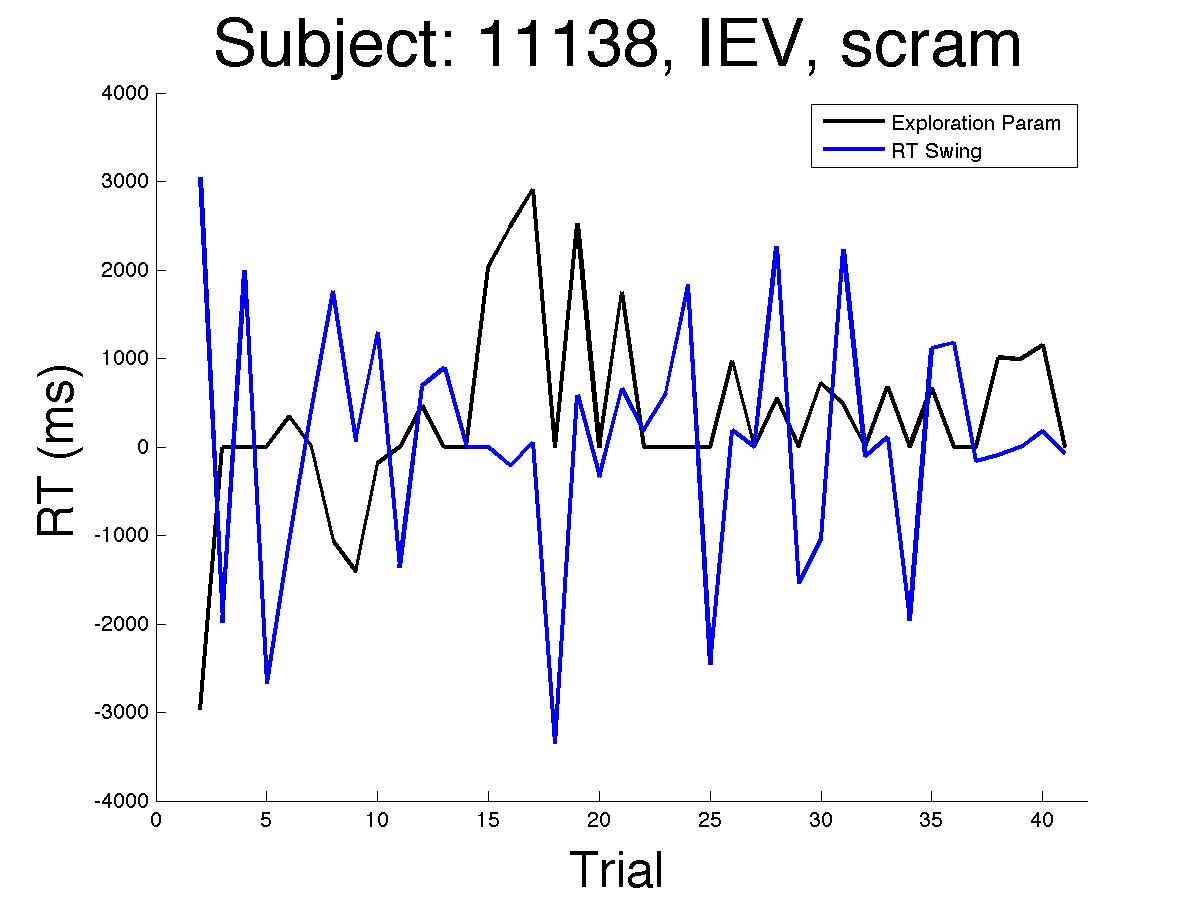 Subject: 11138, IEV, scram
Exploration Param
RT Swing
4000
3000
2000
1000
0
-1000
-2000
-3000
-4000
RT (ms)
0 5 10 15 20 25 30 35 40
Trial